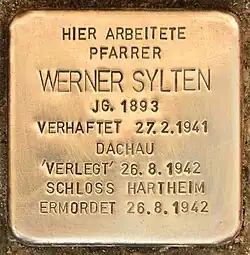 HIER ARBEITETE
PFARRER
WERNER SYLTEN
JG. 1893
VERHAFTET 27.2.1941
DACHAU
'VERLEGT' 26.8.1942
SCHLOSS HARTHEIM
ERMORDET 26.8.1942